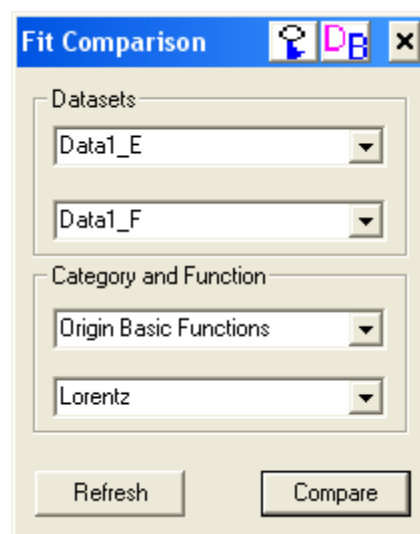 Fit Comparison DB
Datasets
Data1_E
Data1_F
Category and Function
Origin Basic Functions
Lorentz
Refresh Compare